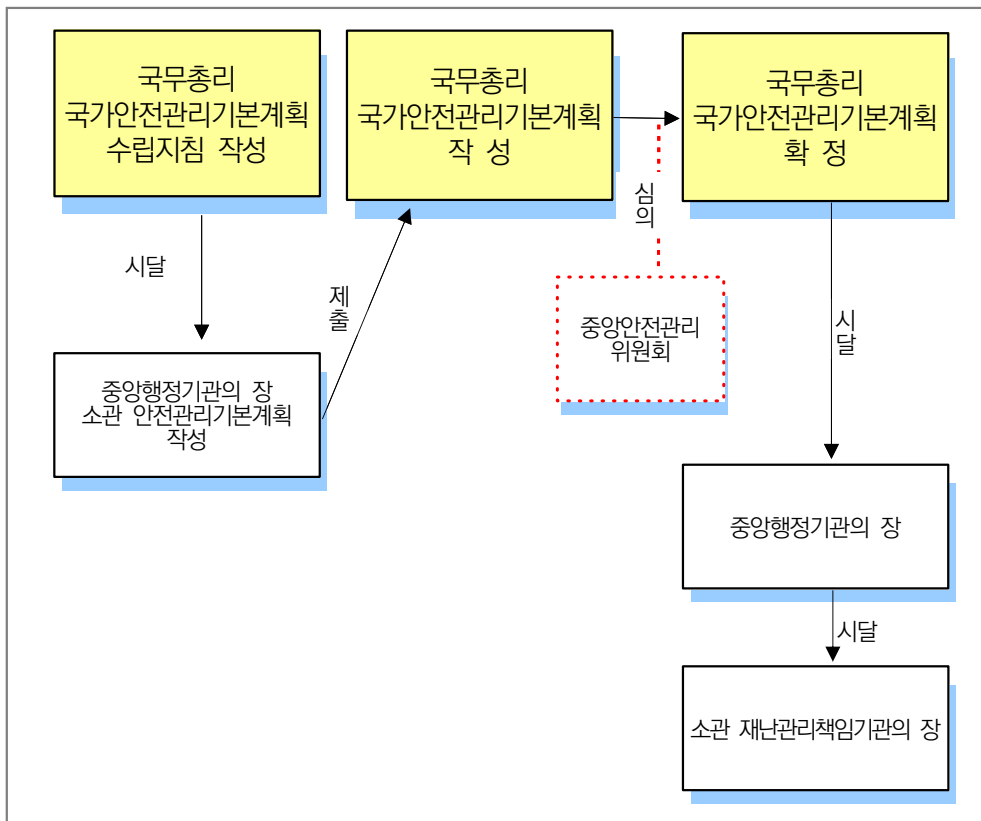 국무총리
국가안전관리기본계획
수립지침 작성
국무총리
국가안전관리기본계획
작 성
국무총리
국가안전관리기본계획
확 정
심의
시달
제출
중앙안전관리
위원회
시달
중앙행정기관의 장
소관 안전관리기본계획
작성
중앙행정기관의 장
시달
소관 재난관리책임기관의 장